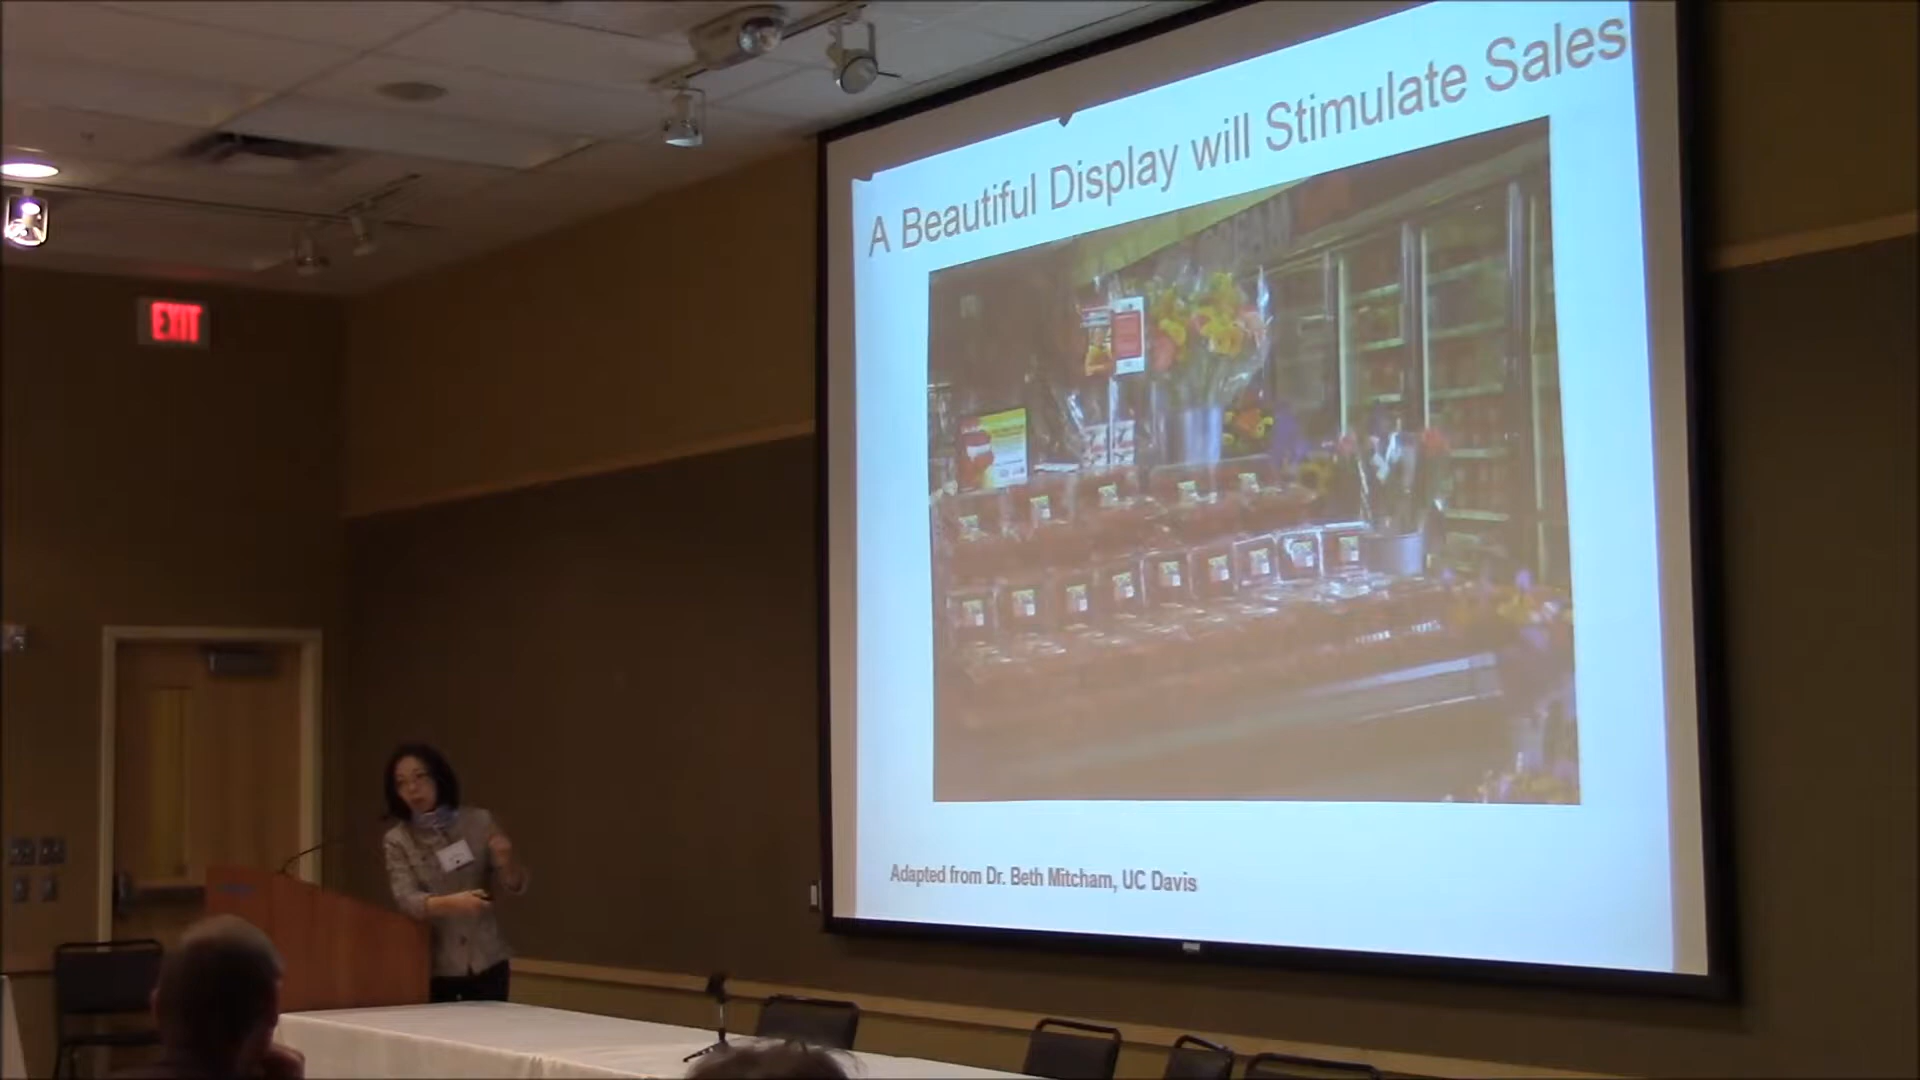 A Beautiful Display will Stimulate Sales
EXIT
Adapted from Dr. Beth Mitcham, UC Davis